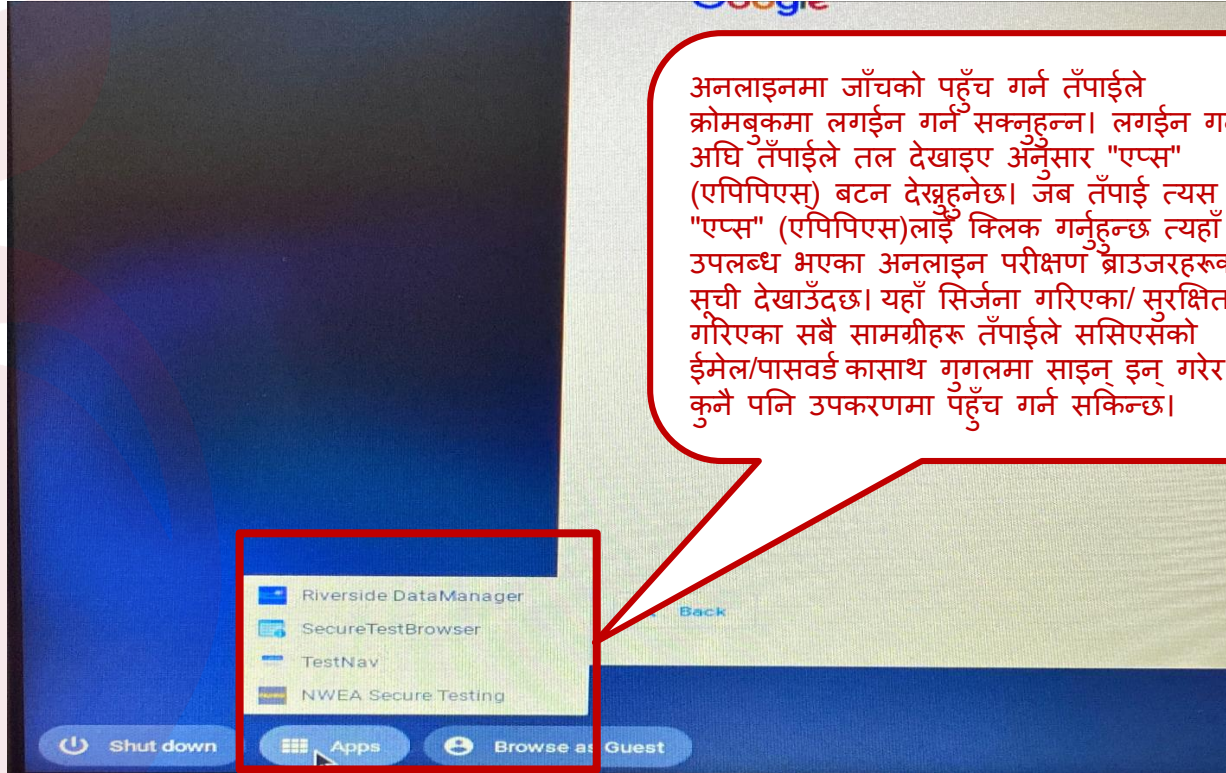 Google
अनलाइनमा जाँचको पहुँच गर्न तँपाईले
क्रोमबुकमा लगईन गर्न सक्नुहुन्न। लगईन
अघि तँपाईले तल देखाइए अनुसार "एप्स"
(एपिपिएस) बटन देख्नुहुनेछ। जब तँपाई त्यस
"एप्स" (एपिपिएस)लाई क्लिक गर्नुहुन्छ त्यहाँ
उपलब्ध भएका अनलाइन परीक्षण ब्राउजरहरूक
सूची देखाउँदछ। यहाँ सिर्जना गरिएका/ सुरक्षित
गरिएका सबै सामग्रीहरू तँपाईले ससिएसको
ईमेल/पासवर्ड कासाथ गुगलमा साइन् इन् गरेर
कुनै पनि उपकरणमा पहुँच गर्न सकिन्छ।
Back
Riverside DataManager
SecureTestBrowser
TestNav
NWEA Secure Testing
Shut down
Apps
Browse as Guest